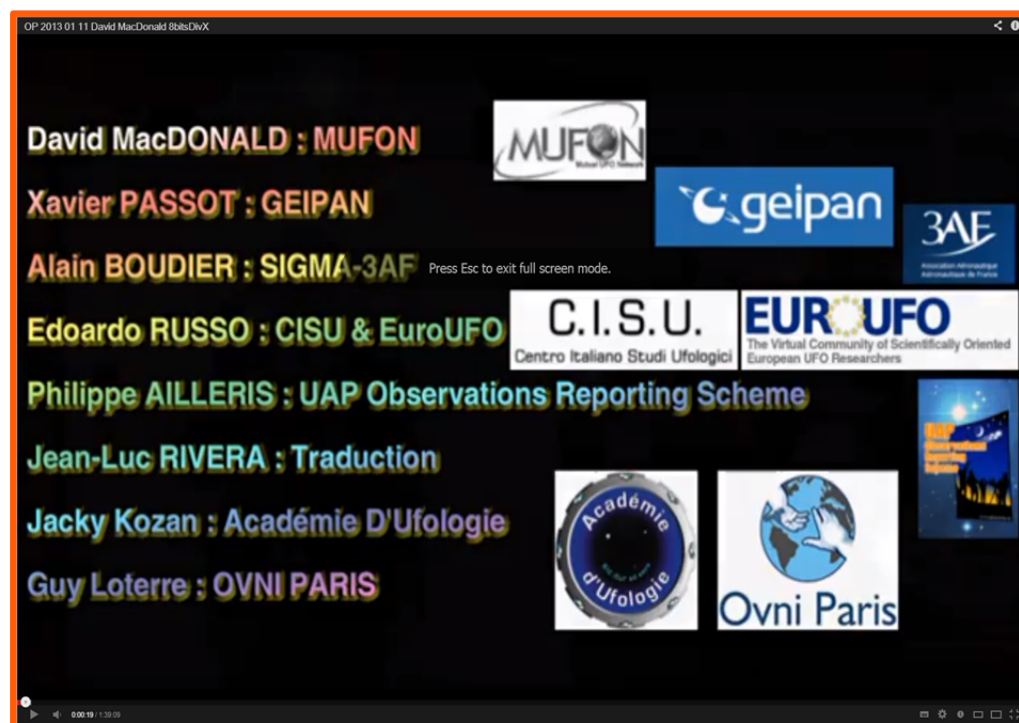 OP 2013 01 11 David MacDonald 8bitsDivX
David MacDONALD : MUFON
MUFON
Mutual UFO Network
Xavier PASSOT : GEIPAN
geipan
Alain BOUDIER : SIGMA-3AF
Press Esc to exit full screen mode.
3AF
Association Aéronautique
Astronautique de France
Edoardo RUSSO : CISU & EuroUFO
C.I.S.U.
Centro Italiano Studi Ufologici
EUROUFO
The Virtual Community of Scientifically Oriented
European UFO Researchers
Philippe AILLERIS : UAP Observations Reporting Scheme
UAP
Observations
Reporting
Scheme
Jean-Luc RIVERA : Traduction
Jacky Kozan : Académie D'Ufologie
Académie
d'Ufologie
Guy Loterre : OVNI PARIS
Ovni Paris
0:00:19 / 1:39:09